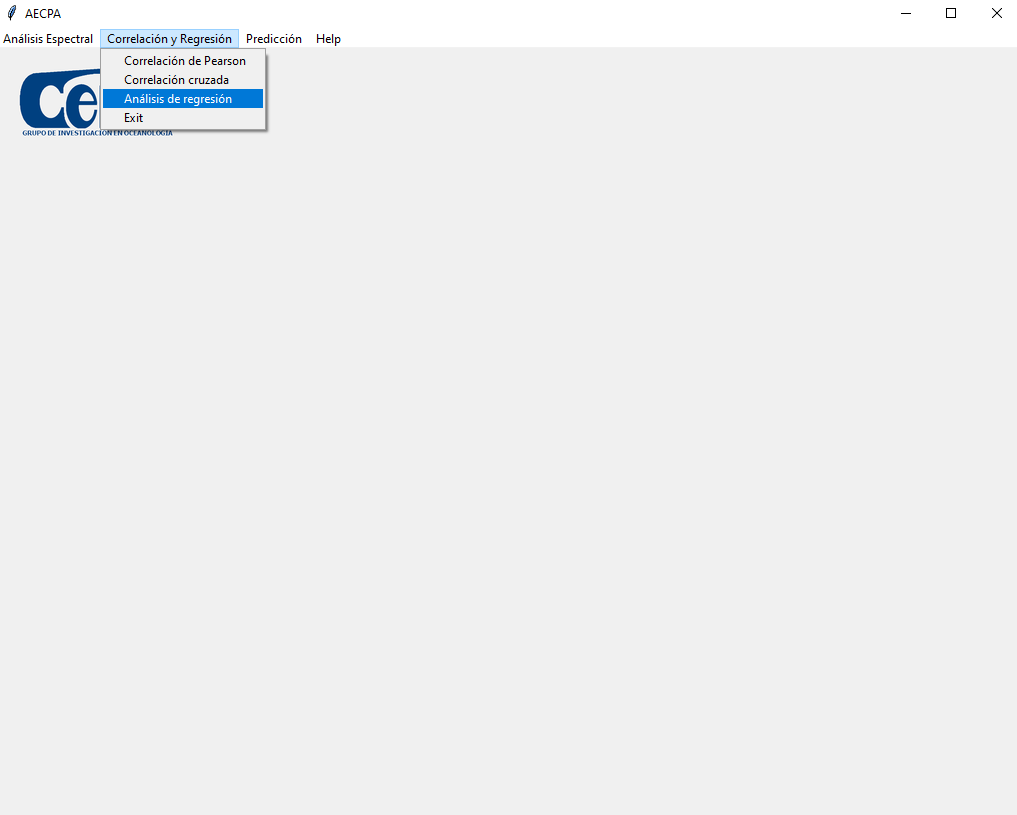 AECPA
Análisis Espectral Correlación y Regresión Predicción Help
Correlación de Pearson
Correlación cruzada
Análisis de regresión
Exit
Ce
GRUPO DE INVESTIGACIÓN EN OCEANOLOGÍA